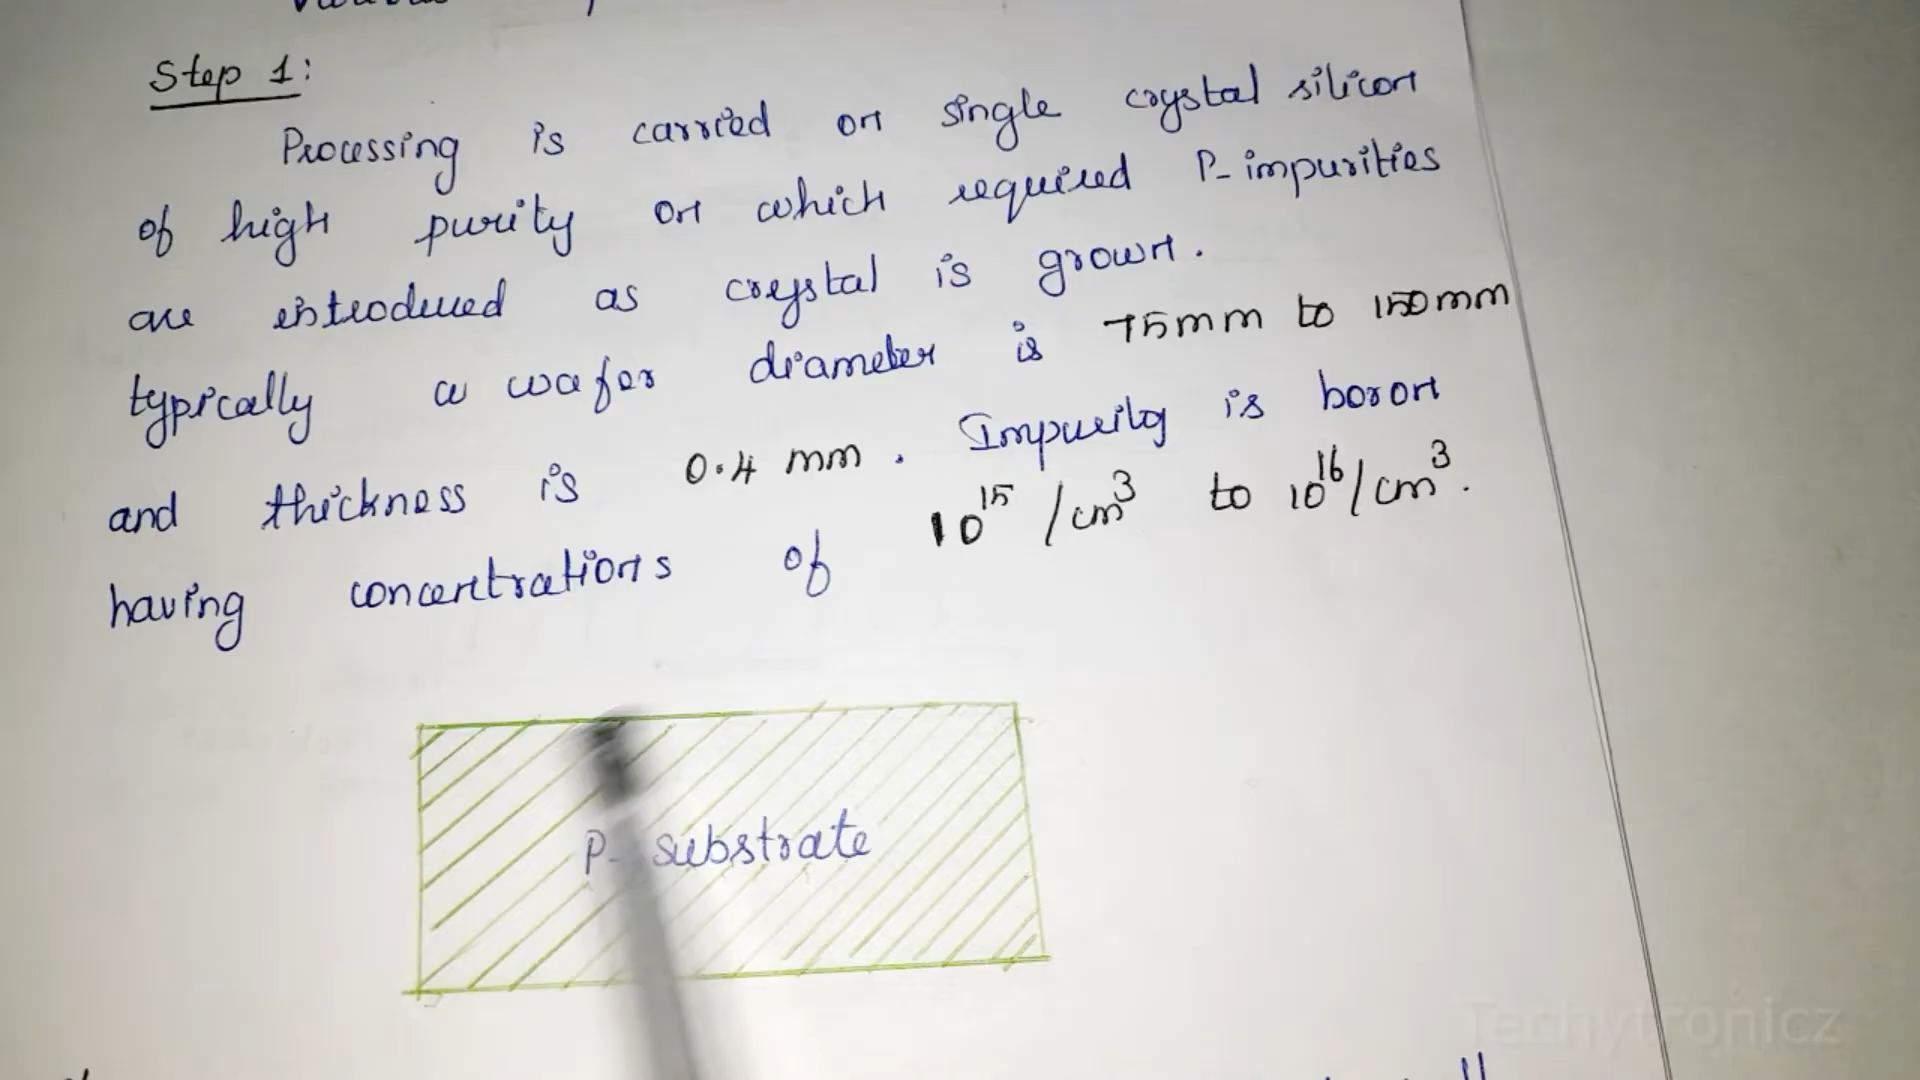 Step 1:
Processing is carried on single crystal silicon
of high purity on which required P-impurities
are introduced as crystal is grown.
typically a wafer diameter is 75mm to 150mm
and thickness is 0.4 mm. Impurity is boron
having concentrations of 10^15 /cm^3 to 10^16/cm^3.
P- substrate
Techytronicz